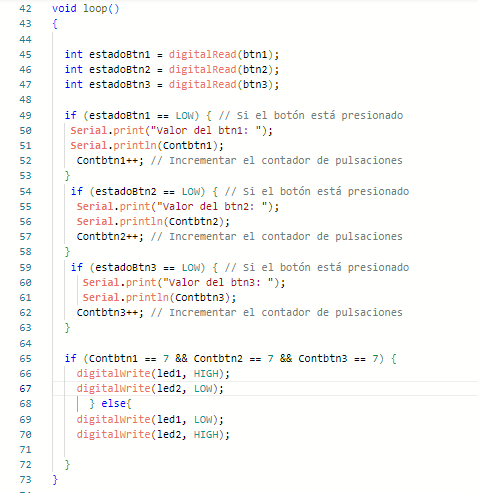 42 void loop()
43 {
44
45 int estadoBtn1 = digitalRead(btn1);
46 int estadoBtn2 = digitalRead(btn2);
47 int estadoBtn3 = digitalRead(btn3);
48
49 if (estadoBtn1 == LOW) { // Si el botón está presionado
50 Serial.print("Valor del btn1: ");
51 Serial.println(Contbtn1);
52 Contbtn1++; // Incrementar el contador de pulsaciones
53 }
54 if (estadoBtn2 == LOW) { // Si el botón está presionado
55 Serial.print("Valor del btn2: ");
56 Serial.println(Contbtn2);
57 Contbtn2++; // Incrementar el contador de pulsaciones
58 }
59 if (estadoBtn3 == LOW) { // Si el botón está presionado
60 Serial.print("Valor del btn3: ");
61 Serial.println(Contbtn3);
62 Contbtn3++; // Incrementar el contador de pulsaciones
63 }
64
65 if (Contbtn1 == 7 && Contbtn2 == 7 && Contbtn3 == 7) {
66 digitalWrite(led1, HIGH);
67 digitalWrite(led2, LOW);
68 } else{
69 digitalWrite(led1, LOW);
70 digitalWrite(led2, HIGH);
71
72 }
73 }